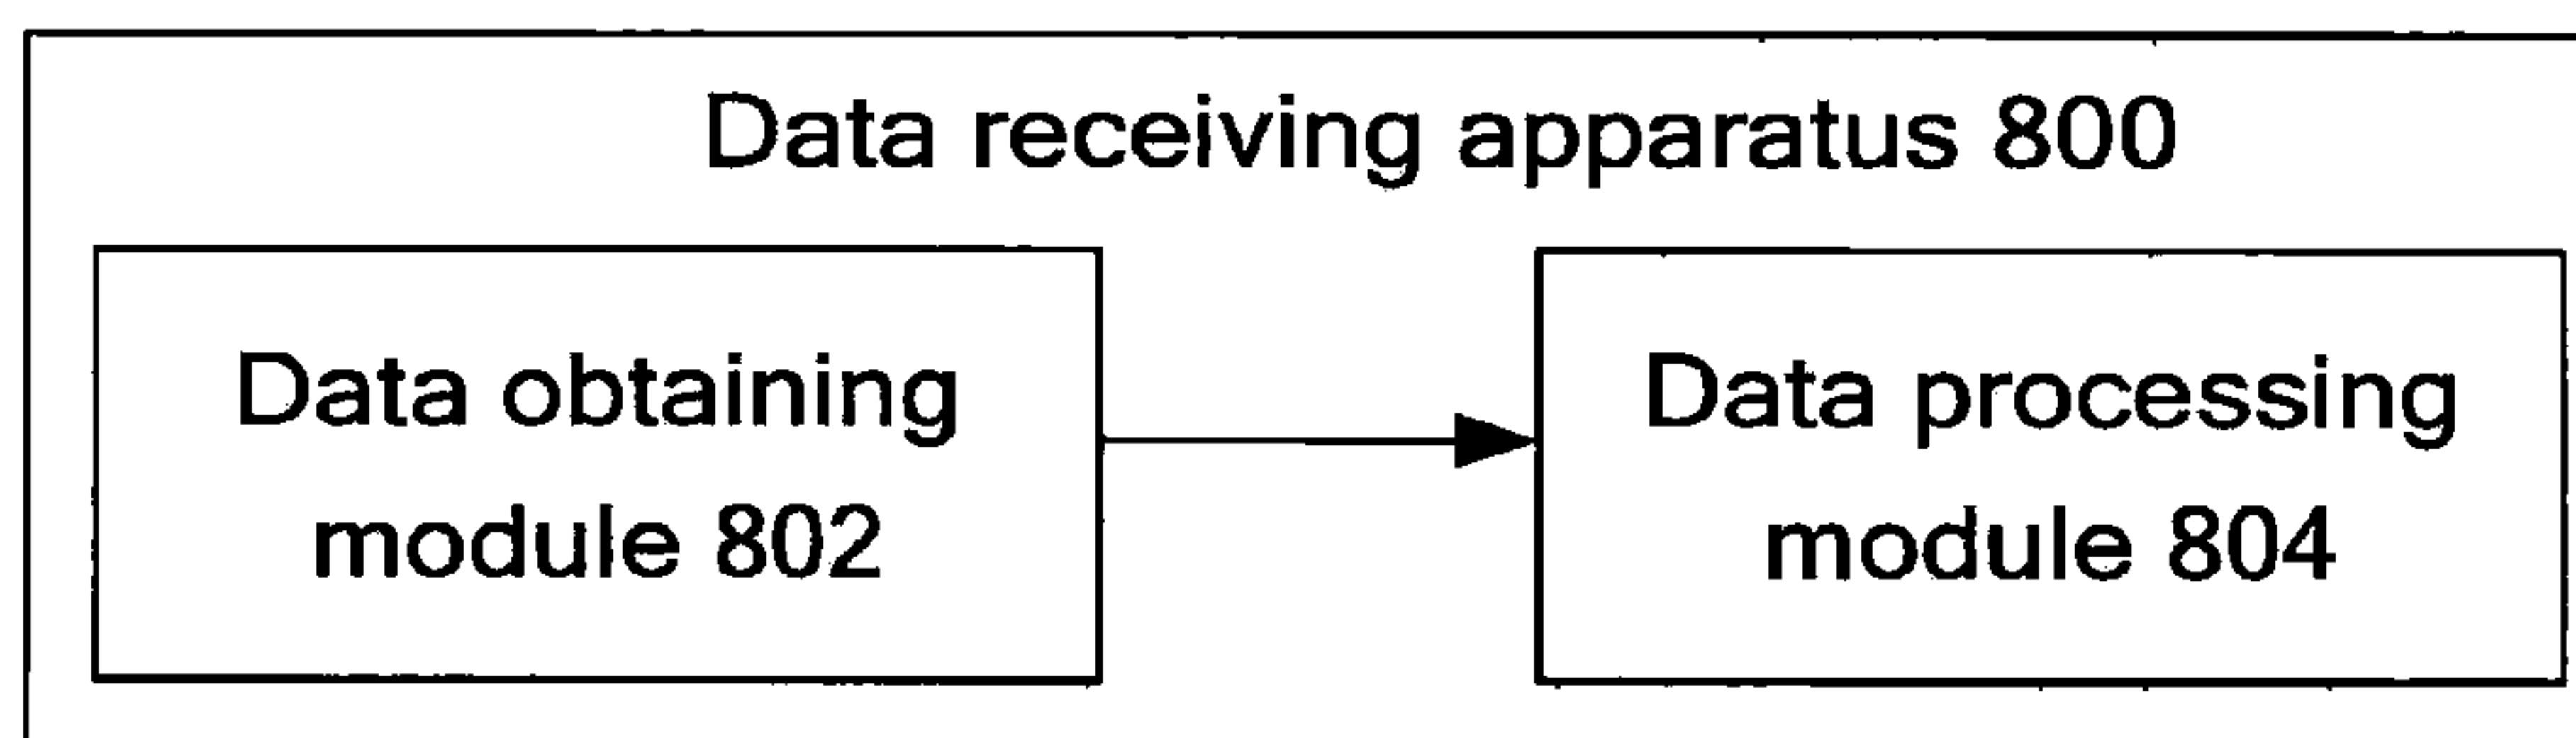 Data receiving apparatus 800
Data obtaining
module 802
Data processing
module 804